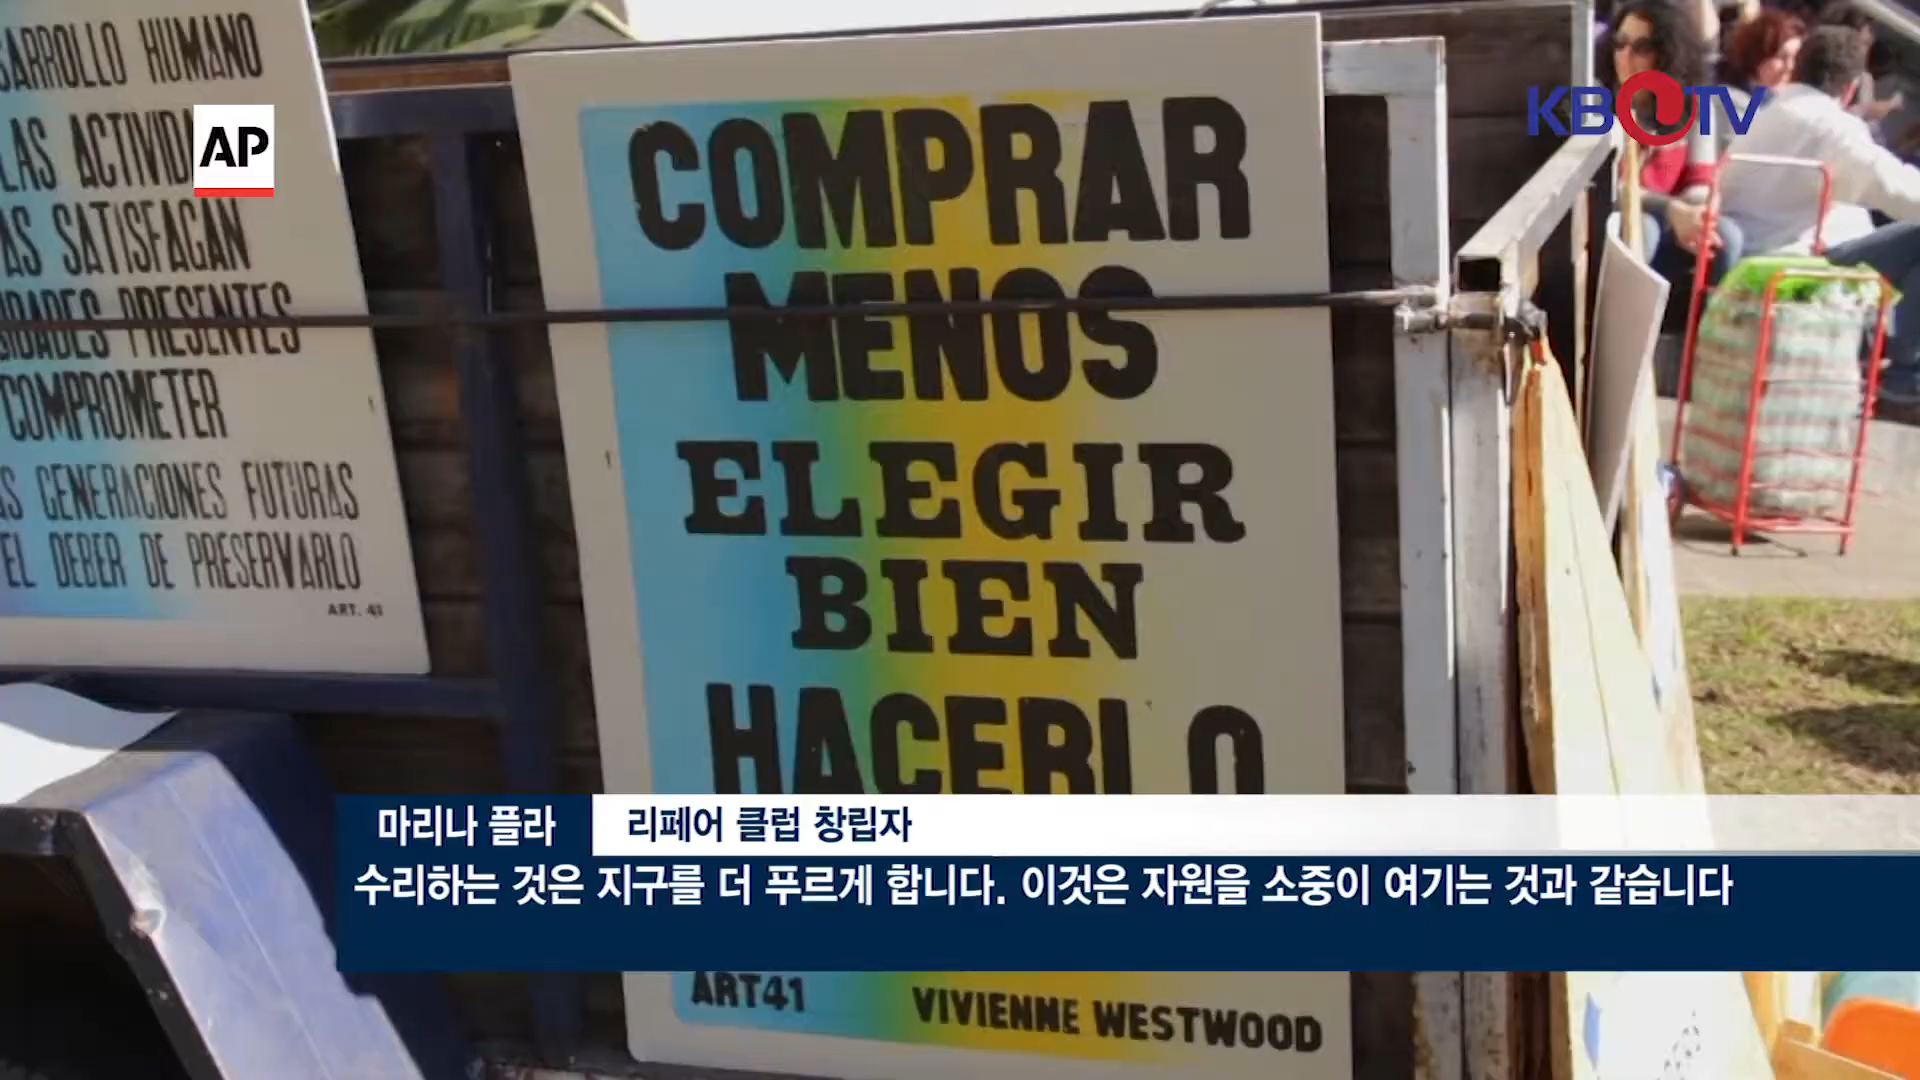 SARROLLO HUMANO
LAS ACTIVID
AS SATISFAGAN
IDADES PRESENTES
COMPROMETER
S GENERACIONES FUTURAS
EL DEBER DE PRESERVARLO
ART. 41
AP
COMPRAR
MENOS
ELEGIR
BIEN
HACERLO
ART41
VIVIENNE WESTWOOD
KBTV
마리나 플라
리페어 클럽 창립자
수리하는 것은 지구를 더 푸르게 합니다. 이것은 자원을 소중이 여기는 것과 같습니다